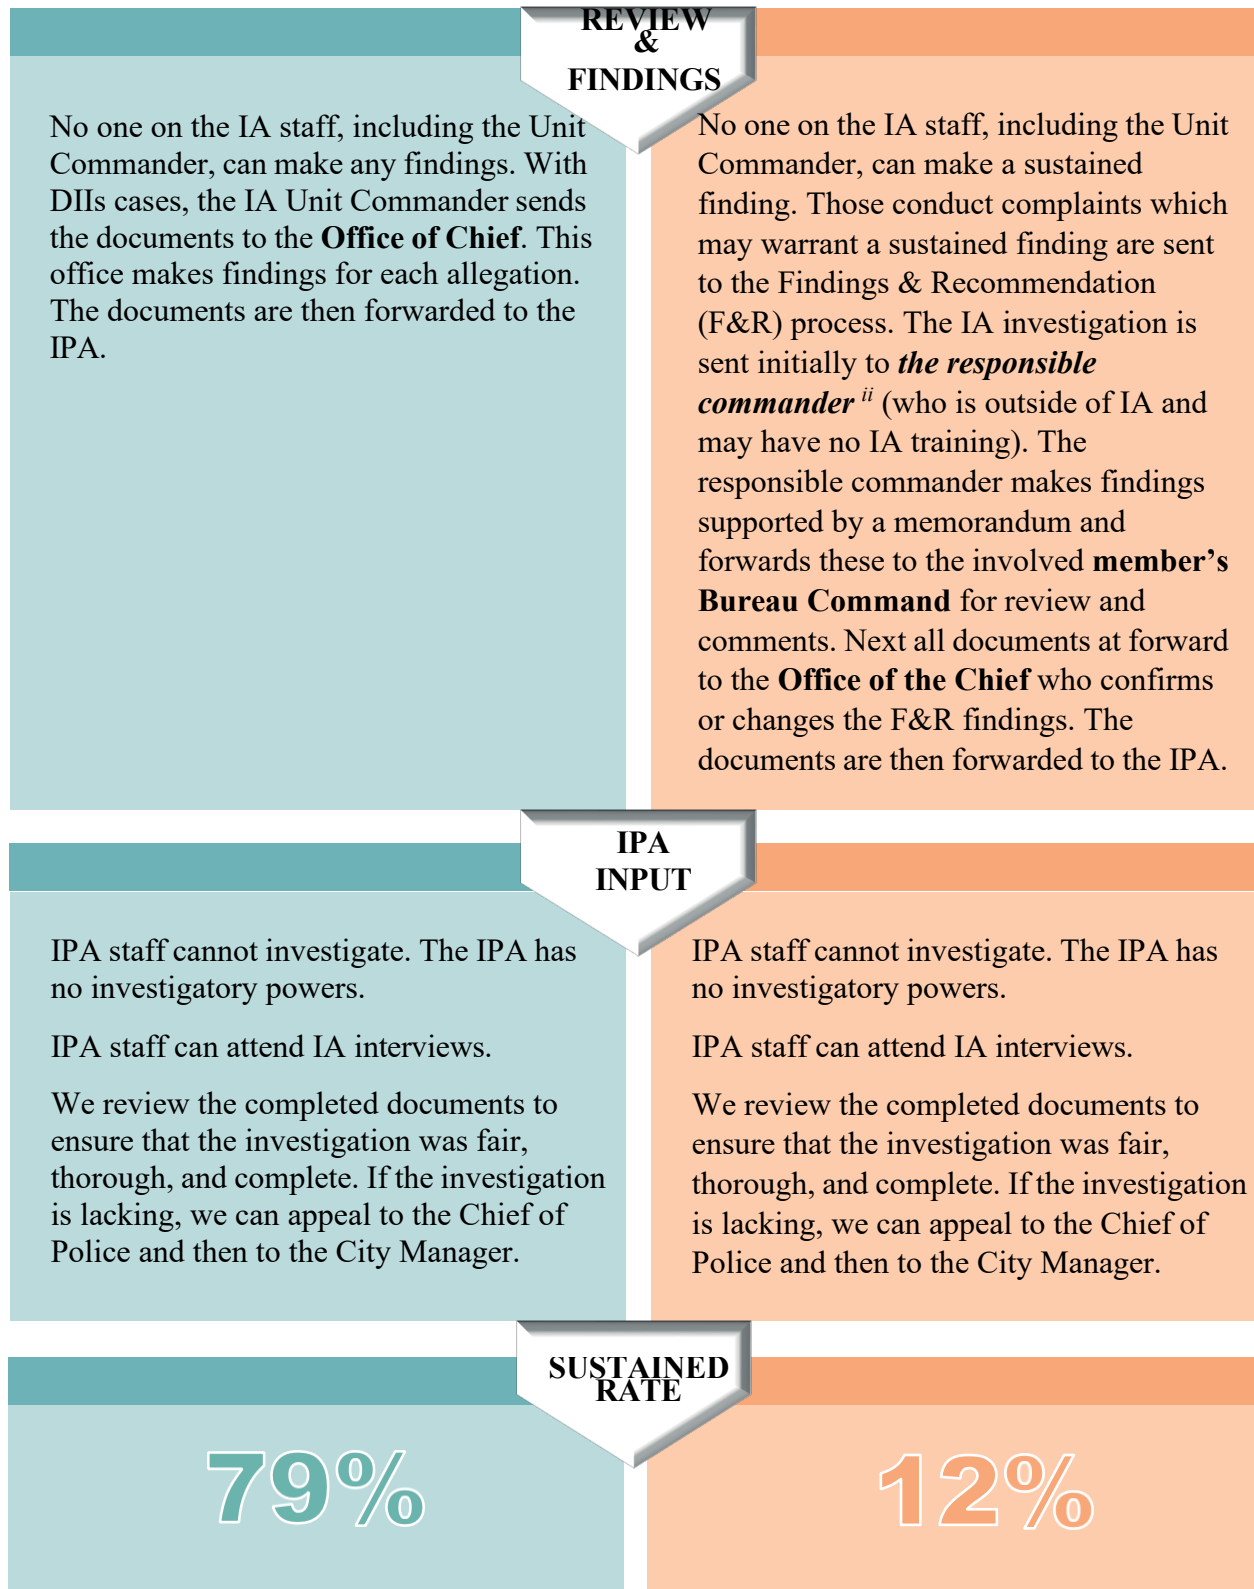 REVIEW
&
FINDINGS
No one on the IA staff, including the Unit
Commander, can make any findings. With
DIIs cases, the IA Unit Commander sends
the documents to the Office of Chief. This
office makes findings for each allegation.
The documents are then forwarded to the
IPA.
No one on the IA staff, including the Unit
Commander, can make a sustained
finding. Those conduct complaints which
may warrant a sustained finding are sent
to the Findings & Recommendation
(F&R) process. The IA investigation is
sent initially to the responsible
commander ii (who is outside of IA and
may have no IA training). The
responsible commander makes findings
supported by a memorandum and
forwards these to the involved member’s
Bureau Command for review and
comments. Next all documents at forward
to the Office of the Chief who confirms
or changes the F&R findings. The
documents are then forwarded to the IPA.
IPA
INPUT
IPA staff cannot investigate. The IPA has
no investigatory powers.
IPA staff can attend IA interviews.
We review the completed documents to
ensure that the investigation was fair,
thorough, and complete. If the investigation
is lacking, we can appeal to the Chief of
Police and then to the City Manager.
IPA staff cannot investigate. The IPA has
no investigatory powers.
IPA staff can attend IA interviews.
We review the completed documents to
ensure that the investigation was fair,
thorough, and complete. If the investigation
is lacking, we can appeal to the Chief of
Police and then to the City Manager.
SUSTAINED
RATE
79%
12%